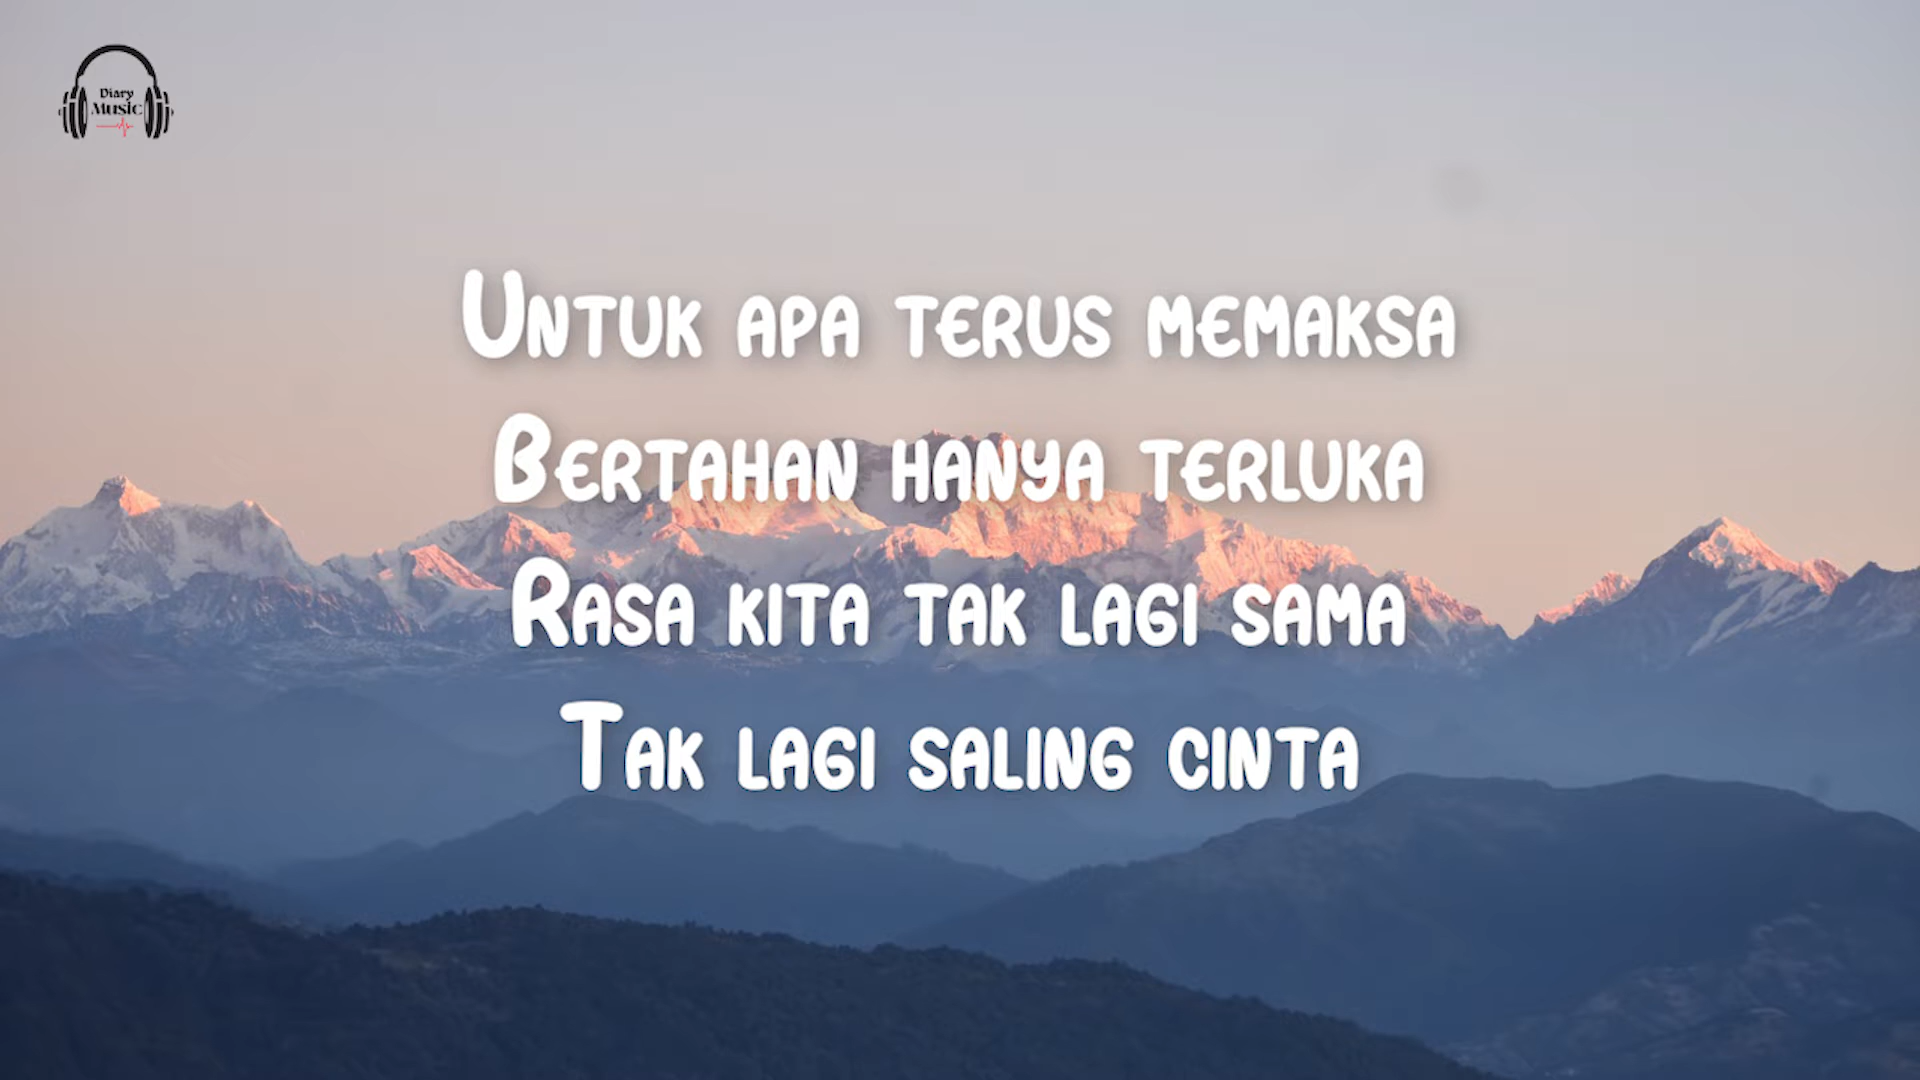 Diary
Music
Untuk apa terus memaksa
Bertahan hanya terluka
Rasa kita tak lagi sama
Tak lagi saling cinta